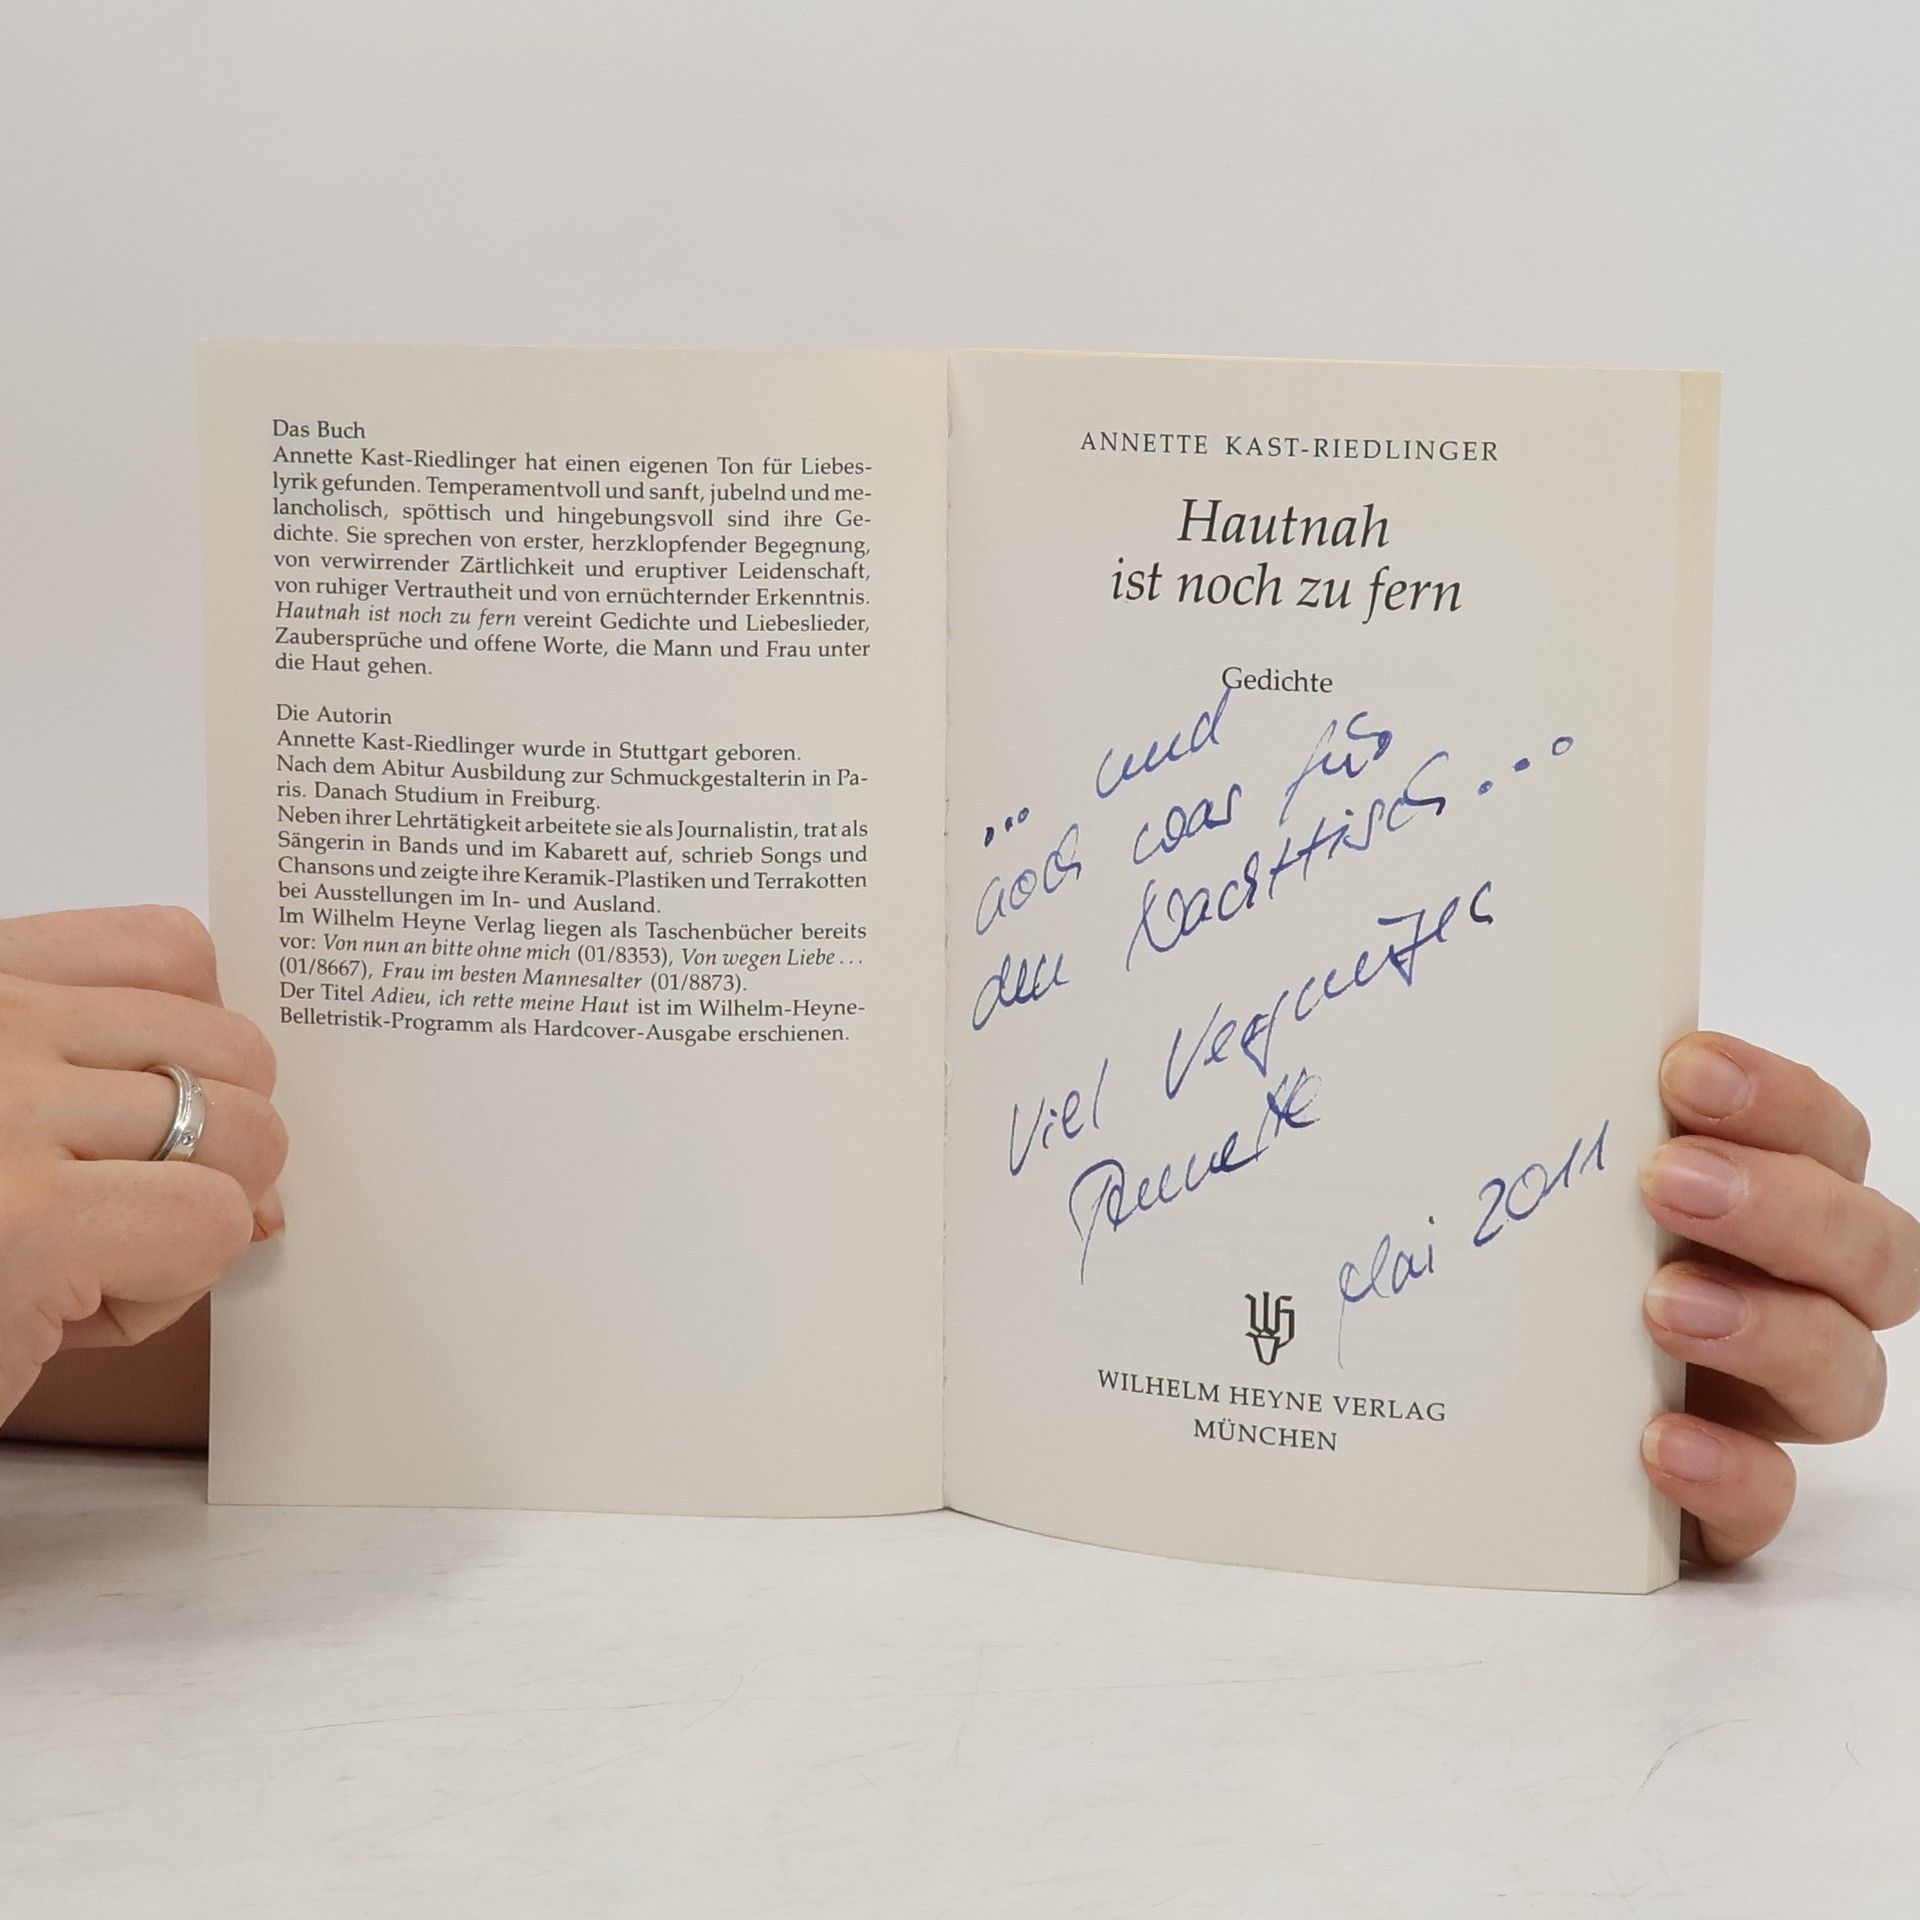 Das Buch
Annette Kast-Riedlinger hat einen eigenen Ton für Liebes-
lyrik gefunden. Temperamentvoll und sanft, jubelnd und me-
lancholisch, spöttisch und hingebungsvoll sind ihre Ge-
dichte. Sie sprechen von erster, herzklopfender Begegnung,
von verwirrender Zärtlichkeit und eruptiver Leidenschaft,
von ruhiger Vertrautheit und von ernüchternder Erkenntnis.
Hautnah ist noch zu fern vereint Gedichte und Liebeslieder,
Zaubersprüche und offene Worte, die Mann und Frau unter
die Haut gehen.
Die Autorin
Annette Kast-Riedlinger wurde in Stuttgart geboren.
Nach dem Abitur Ausbildung zur Schmuckgestalterin in Pa-
ris. Danach Studium in Freiburg.
Neben ihrer Lehrtätigkeit arbeitete sie als Journalistin, trat als
Sängerin in Bands und im Kabarett auf, schrieb Songs und
Chansons und zeigte ihre Keramik-Plastiken und Terrakotten
bei Ausstellungen im In- und Ausland.
Im Wilhelm Heyne Verlag liegen als Taschenbücher bereits
vor: Von nun an bitte ohne mich (01/8353), Von wegen Liebe...
(01/8667), Frau im besten Mannesalter (01/8873).
Der Titel Adieu, ich rette meine Haut ist im Wilhelm-Heyne-
Belletristik-Programm als Hardcover-Ausgabe erschienen.
ANNETTE KAST-RIEDLINGER
Hautnah
ist noch zu fern
Gedichte
... und
noch was für
den Nachttisch...
Viel Vergnügen
Annette
Mai 2011
WH
WILHELM HEYNE VERLAG
MÜNCHEN